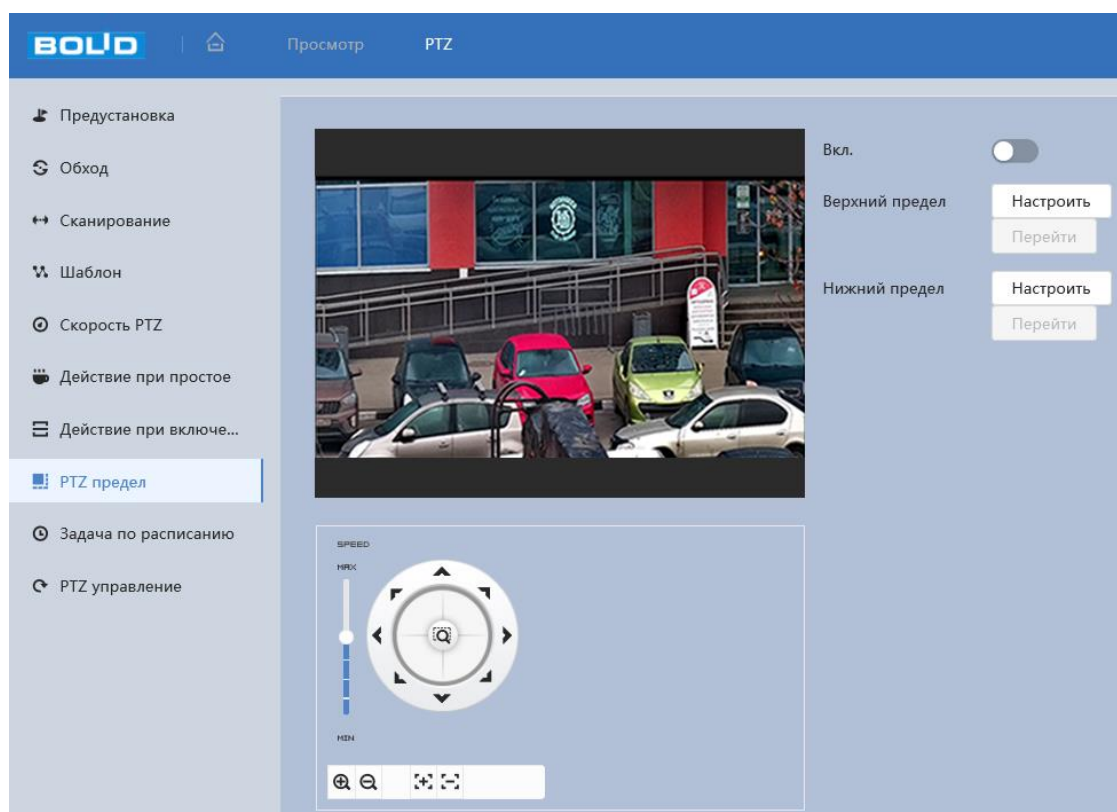 BOLID
Просмотр PTZ
Предустановка
Обход
Сканирование
Шаблон
Скорость PTZ
Действие при простое
Действие при включе...
PTZ предел
Задача по расписанию
PTZ управление
Вкл.
Верхний предел Настроить
Перейти
Нижний предел Настроить
Перейти
SPEED
MAX
MIN